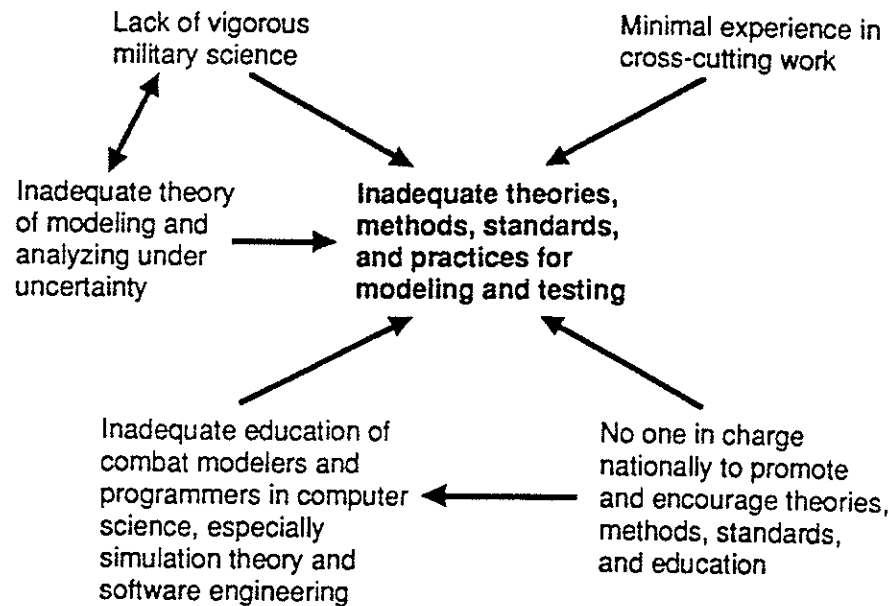 Lack of vigorous
military science
Minimal experience in
cross-cutting work
Inadequate theory
of modeling and
analyzing under
uncertainty
Inadequate theories,
methods, standards,
and practices for
modeling and testing
Inadequate education of
combat modelers and
programmers in computer
science, especially
simulation theory and
software engineering
No one in charge
nationally to promote
and encourage theories,
methods, standards,
and education